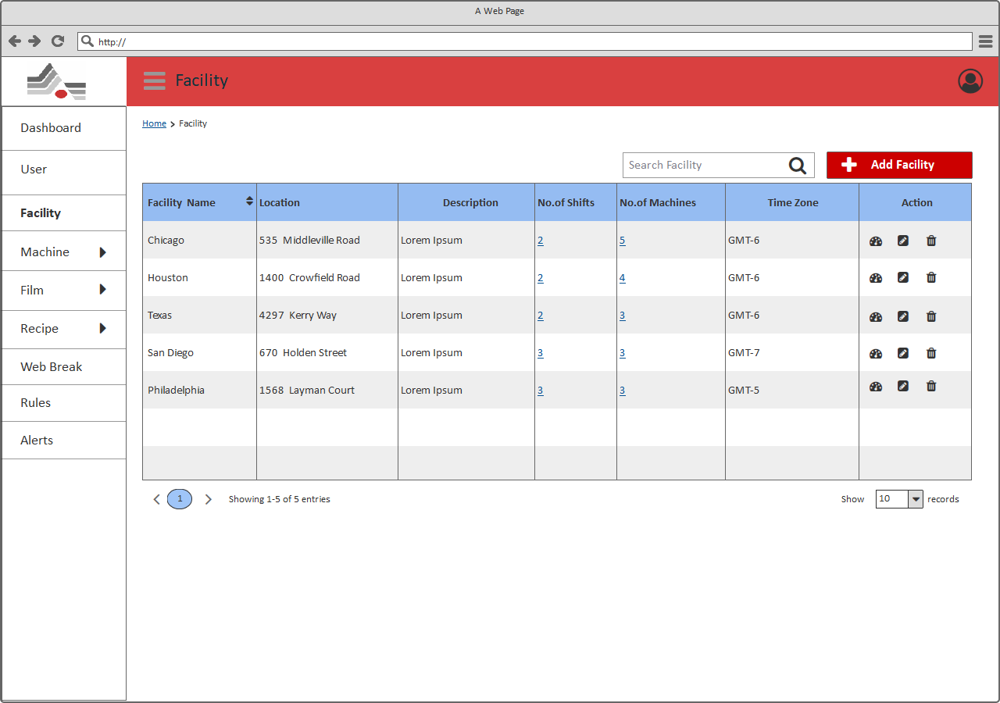 A Web Page
http://
Facility
Dashboard
User
Facility
Machine
Film
Recipe
Web Break
Rules
Alerts
Home Facility
Search Facility
Add Facility
Facility Name Location Description No.of Shifts No.of Machines Time Zone Action
Chicago 535 Middleville Road Lorem Ipsum 2 5 GMT-6
Houston 1400 Crowfield Road Lorem Ipsum 2 4 GMT-6
Texas 4297 Kerry Way Lorem Ipsum 2 3 GMT-6
San Diego 670 Holden Street Lorem Ipsum 3 3 GMT-7
Philadelphia 1568 Layman Court Lorem Ipsum 3 3 GMT-5
1 Showing 1-5 of 5 entries Show 10 records